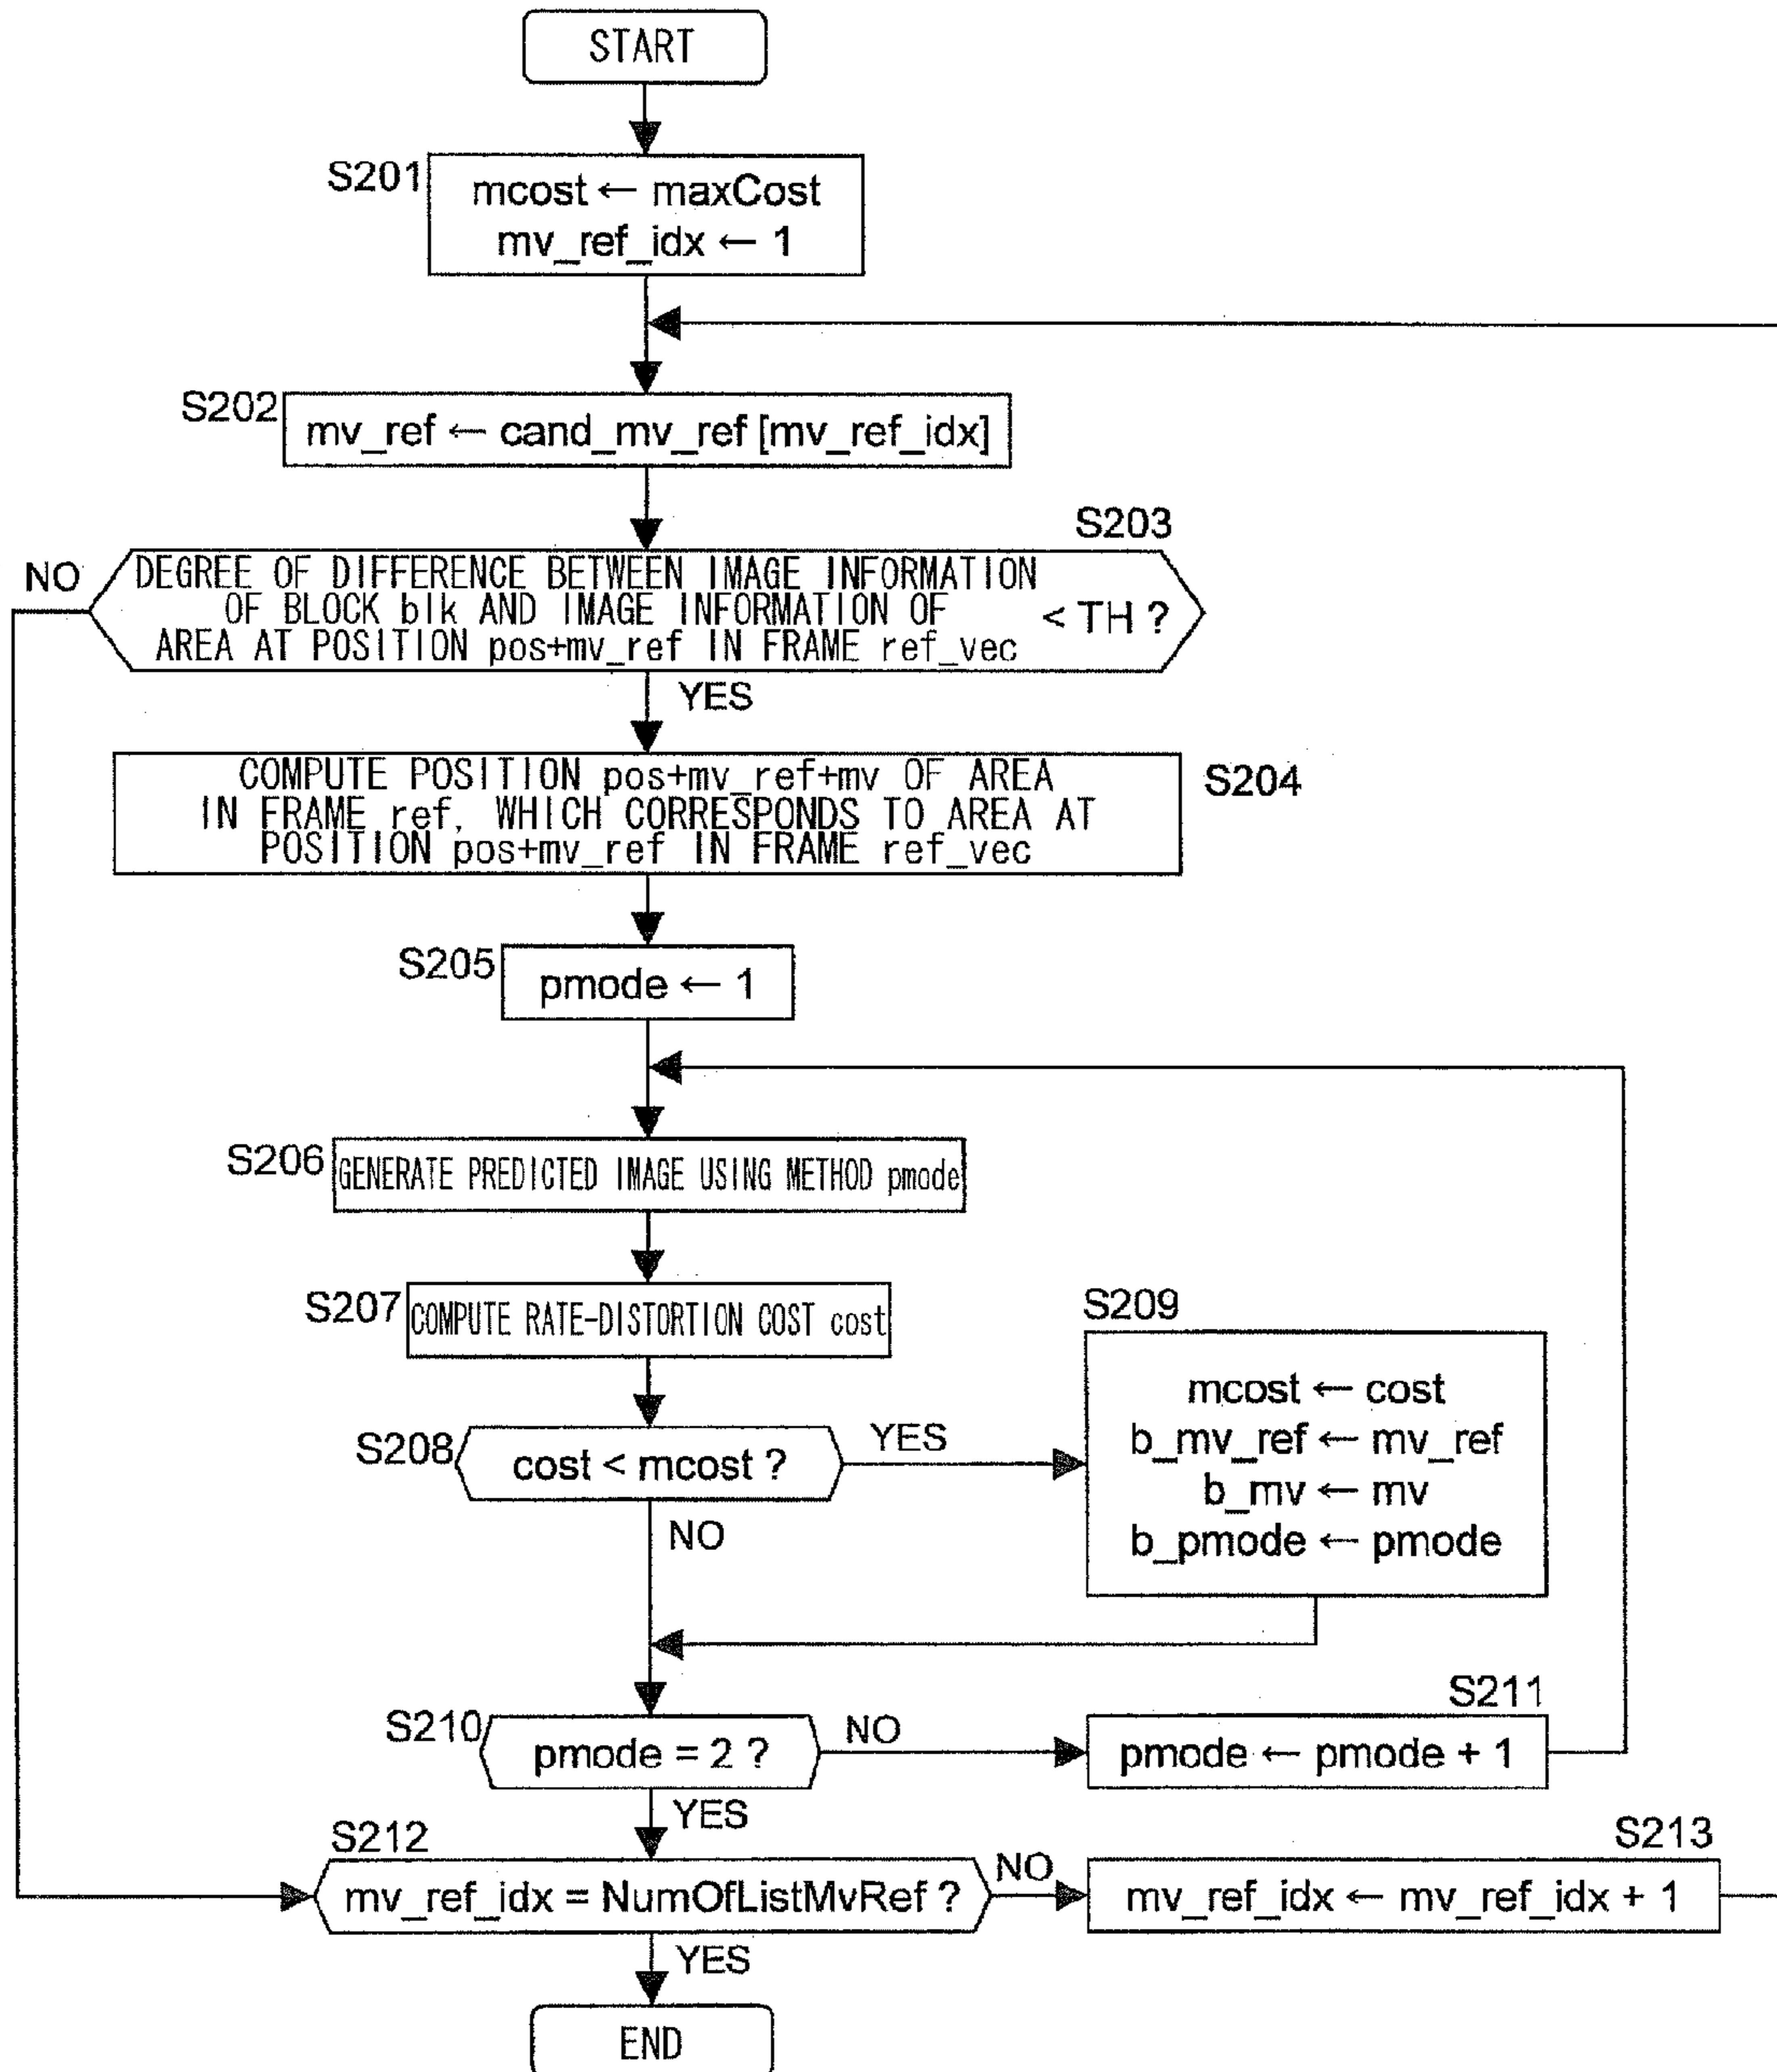 START
S201
mcost ← maxCost
mv_ref_idx ← 1
S202
mv_ref ← cand_mv_ref [mv_ref_idx]
S203
NO
DEGREE OF DIFFERENCE BETWEEN IMAGE INFORMATION
OF BLOCK blk AND IMAGE INFORMATION OF
AREA AT POSITION pos+mv_ref IN FRAME ref_vec
< TH ?
YES
COMPUTE POSITION pos+mv_ref+mv OF AREA
IN FRAME ref, WHICH CORRESPONDS TO AREA AT
POSITION pos+mv_ref IN FRAME ref_vec
S204
S205
pmode ← 1
S206
GENERATE PREDICTED IMAGE USING METHOD pmode
S207
COMPUTE RATE-DISTORTION COST cost
S208
cost < mcost ?
YES
NO
S209
mcost ← cost
b_mv_ref ← mv_ref
b_mv ← mv
b_pmode ← pmode
S210
pmode = 2 ?
NO
YES
S211
pmode ← pmode + 1
S212
mv_ref_idx = NumOfListMvRef ?
NO
YES
S213
mv_ref_idx ← mv_ref_idx + 1
END